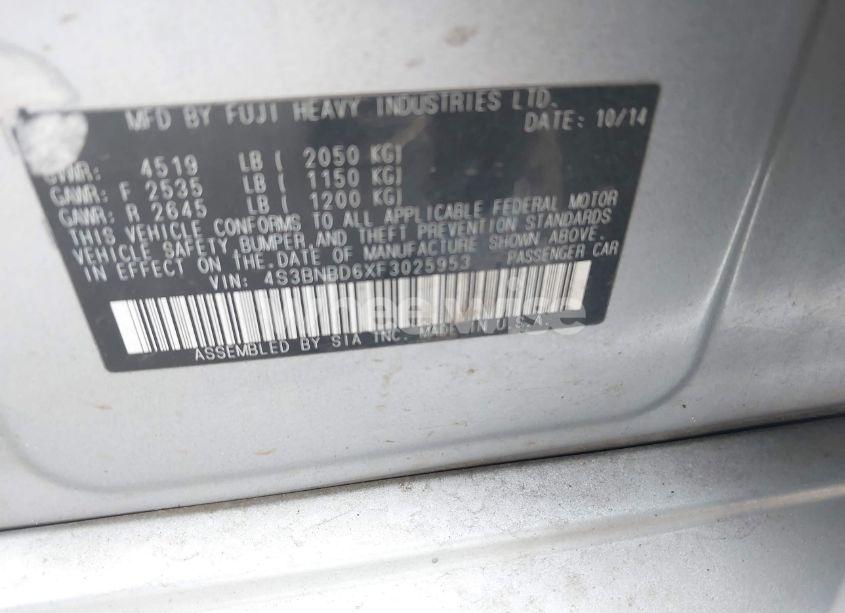 MFD BY FUJI HEAVY INDUSTRIES LTD.
DATE: 10/14
GVWR: 4519 LB ( 2050 KG)
GAWR: F 2535 LB ( 1150 KG)
GAWR: R 2645 LB ( 1200 KG)
THIS VEHICLE CONFORMS TO ALL APPLICABLE FEDERAL MOTOR
VEHICLE SAFETY, BUMPER, AND THEFT PREVENTION STANDARDS
IN EFFECT ON THE DATE OF MANUFACTURE SHOWN ABOVE.
VIN: 4S3BNBD6XF3025953 PASSENGER CAR
ASSEMBLED BY SIA INC. MADE IN U.S.A.